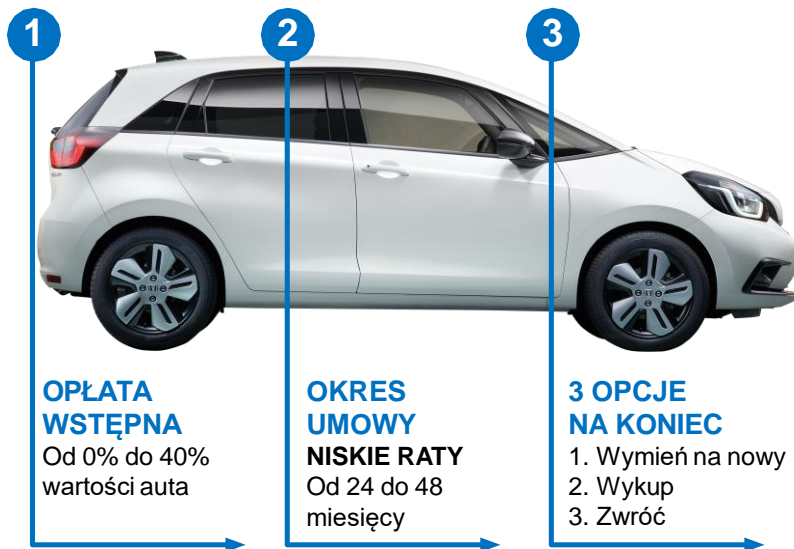 1
2
3
OPŁATA
WSTĘPNA
Od 0% do 40%
wartości auta
OKRES
UMOWY
NISKIE RATY
Od 24 do 48
miesięcy
3 OPCJE
NA KONIEC
1. Wymień na nowy
2. Wykup
3. Zwróć